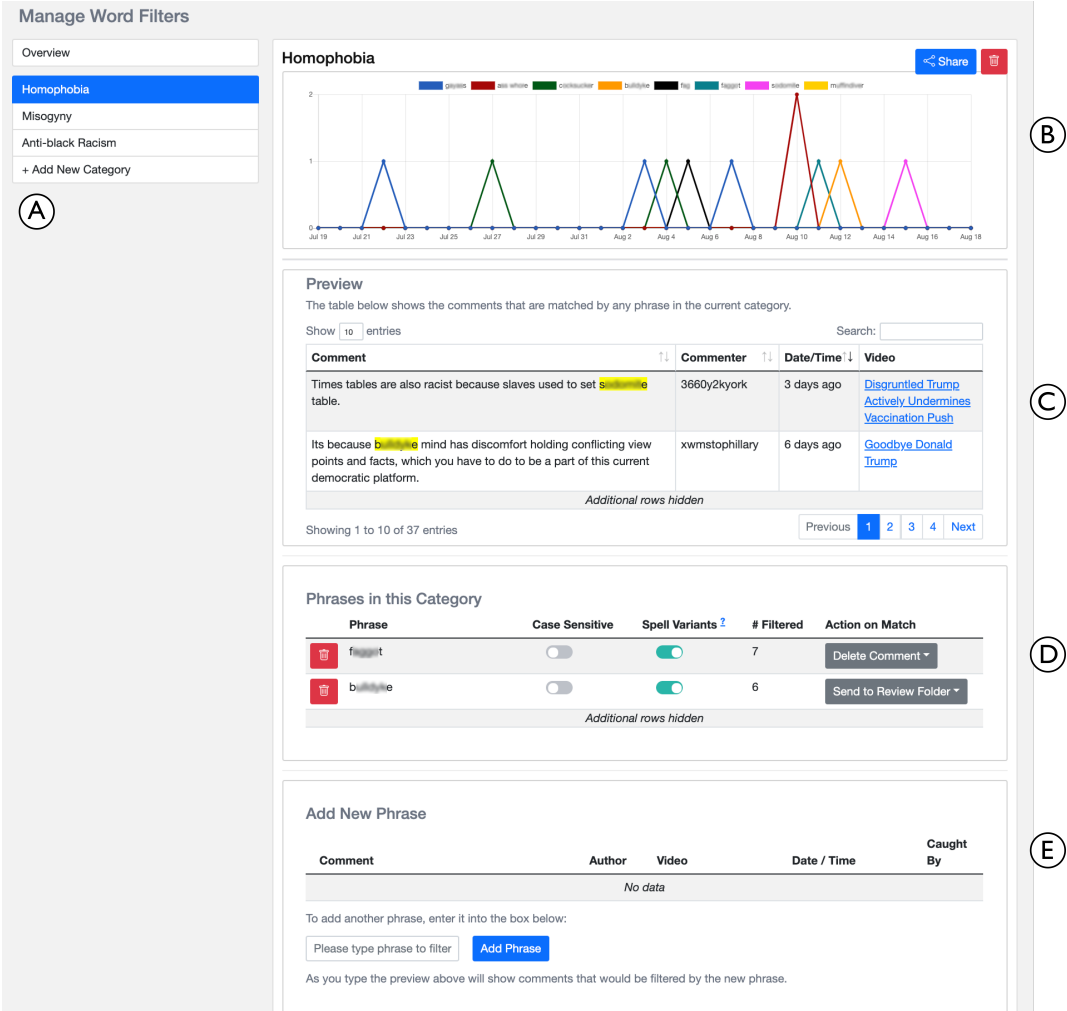 Manage Word Filters
Overview
Homophobia
Misogyny
Anti-black Racism
+ Add New Category
A
Homophobia
Share
2
1
0
Jul 19 Jul 21 Jul 23 Jul 25 Jul 27 Jul 29 Jul 31 Aug 2 Aug 4 Aug 6 Aug 8 Aug 10 Aug 12 Aug 14 Aug 16 Aug 18
B
Preview
The table below shows the comments that are matched by any phrase in the current category.
Show 10 entries Search:
Comment Commenter Date/Time Video
Times tables are also racist because slaves used to set 3660y2kyork 3 days ago Disgruntled Trump
table. Actively Undermines
Vaccination Push
C
Its because mind has discomfort holding conflicting view xwmstophillary 6 days ago Goodbye Donald
points and facts, which you have to do to be a part of this current Trump
democratic platform.
Additional rows hidden
Showing 1 to 10 of 37 entries Previous 1 2 3 4 Next
Phrases in this Category
Phrase Case Sensitive Spell Variants ? # Filtered Action on Match
7 Delete Comment
D
6 Send to Review Folder
Additional rows hidden
Add New Phrase
Comment Author Video Date / Time Caught
By
E
No data
To add another phrase, enter it into the box below:
Please type phrase to filter Add Phrase
As you type the preview above will show comments that would be filtered by the new phrase.